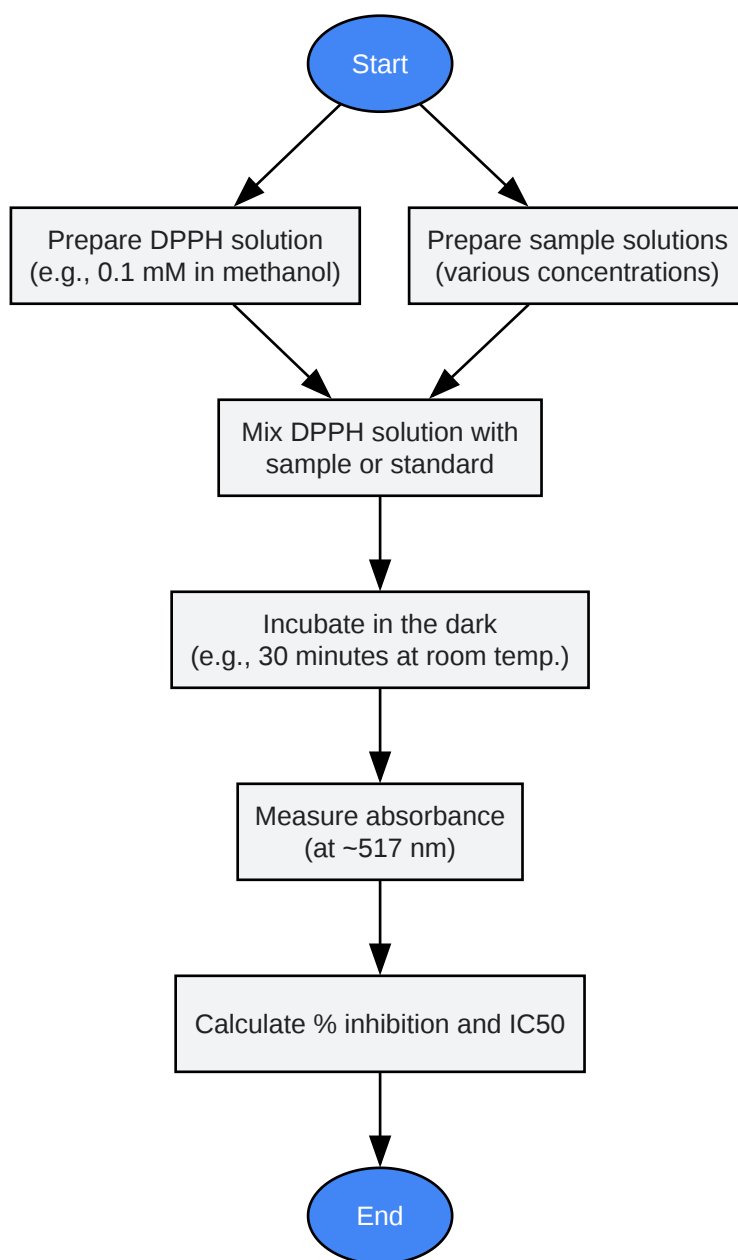 Start
Prepare DPPH solution
(e.g., 0.1 mM in methanol)
Prepare sample solutions
(various concentrations)
Mix DPPH solution with
sample or standard
Incubate in the dark
(e.g., 30 minutes at room temp.)
Measure absorbance
(at ~517 nm)
Calculate % inhibition and IC50
End